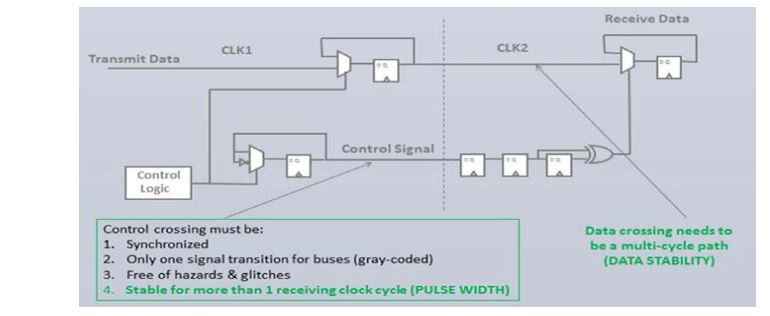 Receive Data
CLK1
CLK2
Transmit Data
Control Signal
Control
Logic
Control crossing must be:
1. Synchronized
2. Only one signal transition for buses (gray-coded)
3. Free of hazards & glitches
4. Stable for more than 1 receiving clock cycle (PULSE WIDTH)
Data crossing needs to
be a multi-cycle path
(DATA STABILITY)